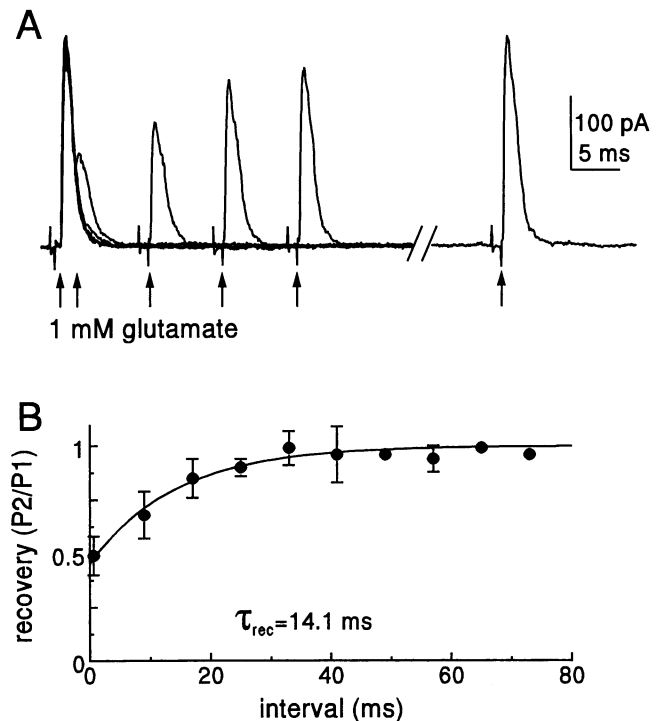 A
100 pA
5 ms
1 mM glutamate
B
recovery (P2/P1)
1
0.5
0
τrec=14.1 ms
0 20 40 60 80
interval (ms)